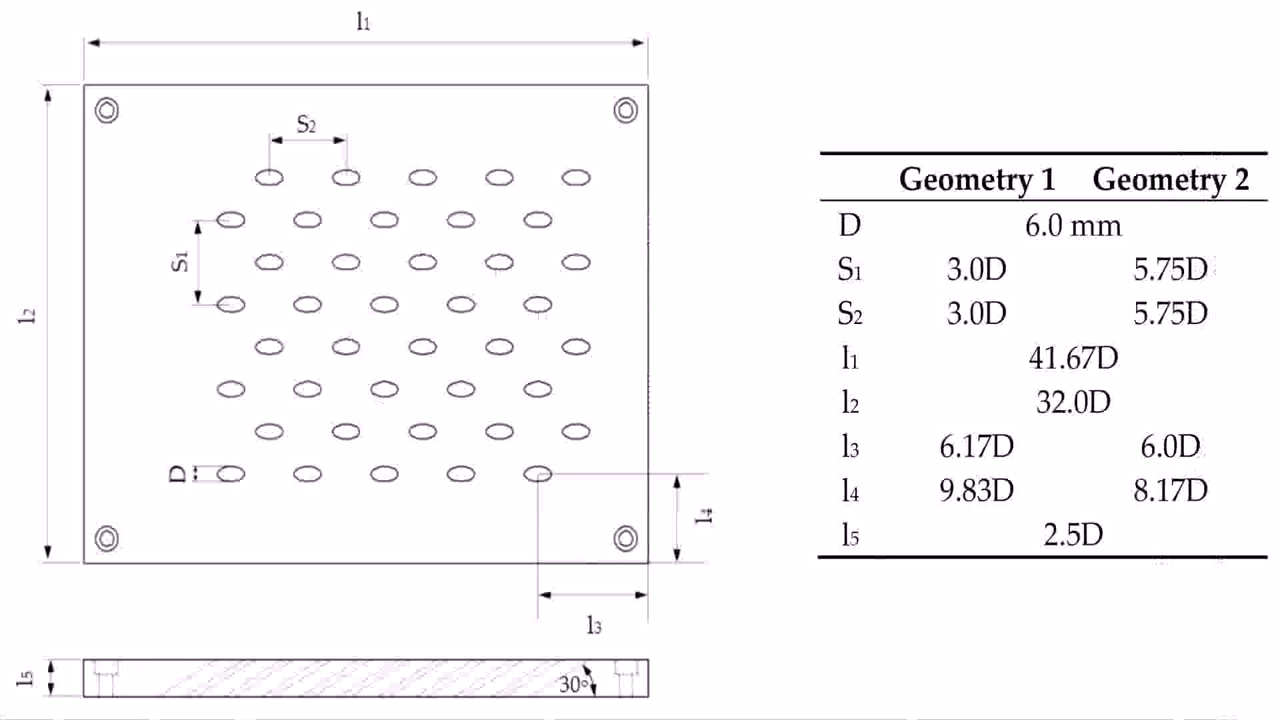 l₁
S₂
S₁
l₂
D
l₄
l₃
l₅
30°
Geometry 1 Geometry 2
D 6.0 mm
S₁ 3.0D 5.75D
S₂ 3.0D 5.75D
l₁ 41.67D
l₂ 32.0D
l₃ 6.17D 6.0D
l₄ 9.83D 8.17D
l₅ 2.5D